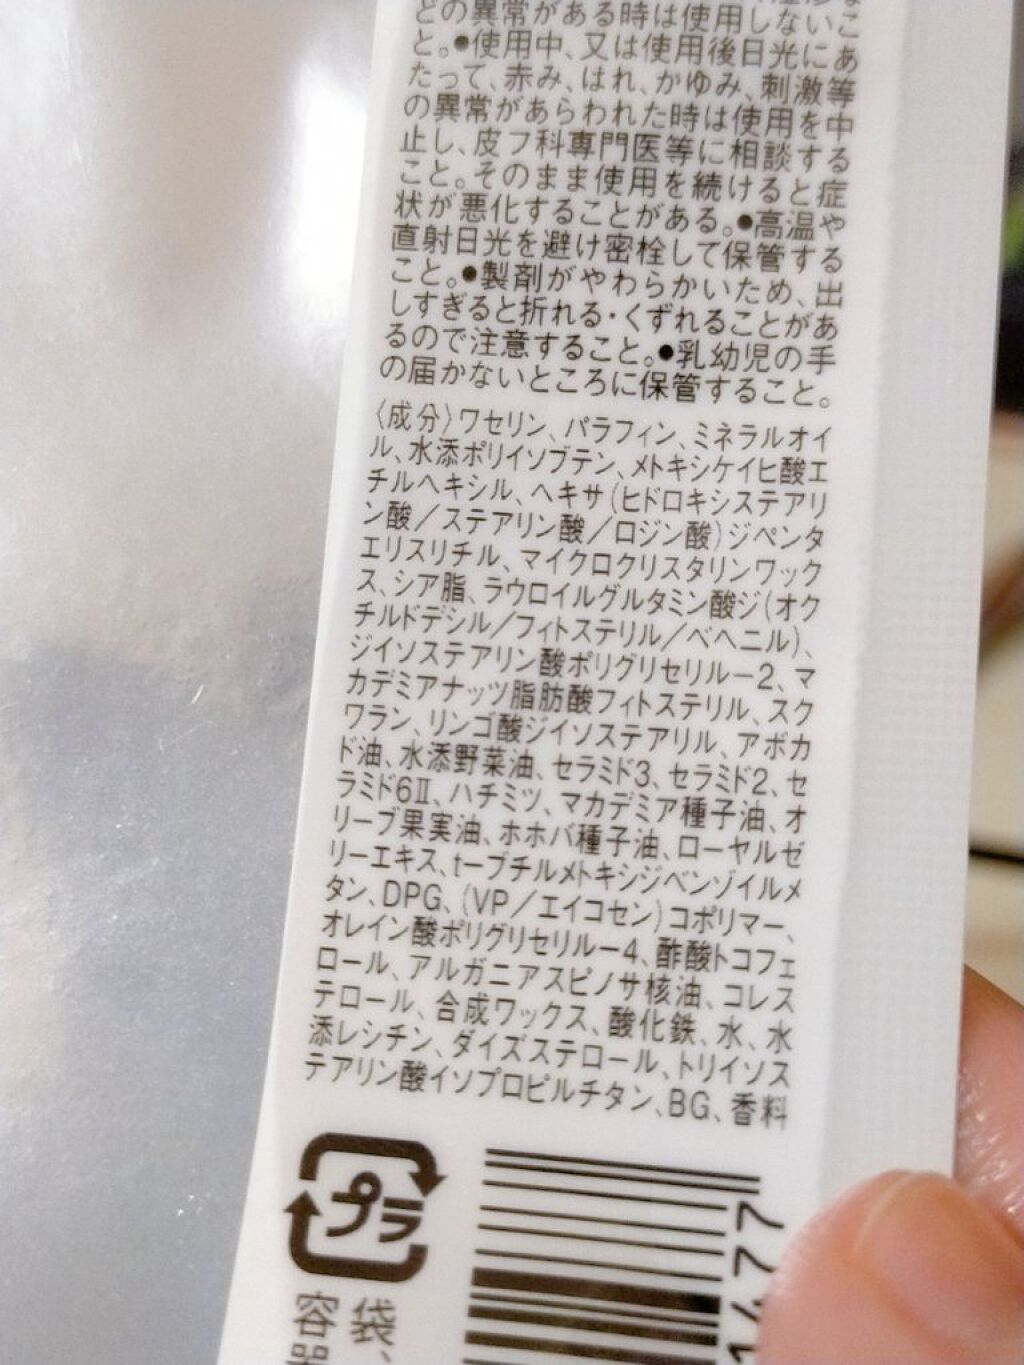 どの異常がある時は使用しないこ
と。●使用中、又は使用後日光にあ
たって、赤み、はれ、かゆみ、刺激等
の異常があらわれた時は使用を中
止し、皮フ科専門医等に相談する
こと。そのまま使用を続けると症
状が悪化することがある。●高温や
直射日光を避け密栓して保管する
こと。●製剤がやわらかいため、出
しすぎると折れる・くずれることがあ
るので注意すること。●乳幼児の手
の届かないところに保管すること。
〈成分〉ワセリン、パラフィン、ミネラルオイ
ル、水添ポリイソブテン、メトキシケイヒ酸エ
チルヘキシル、ヘキサ(ヒドロキシステアリ
ン酸/ステアリン酸/ロジン酸)ジペンタ
エリスリチル、マイクロクリスタリンワック
ス、シア脂、ラウロイルグルタミン酸ジ(オク
チルドデシル/フィトステリル/ベヘニル)、
ジイソステアリン酸ポリグリセリルー2、マ
カデミアナッツ脂肪酸フィトステリル、スク
ワラン、リンゴ酸ジイソステアリル、アボカ
ド油、水添野菜油、セラミド3、セラミド2、セ
ラミド6Ⅱ、ハチミツ、マカデミア種子油、オ
リーブ果実油、ホホバ種子油、ローヤルゼ
リーエキス、tーブチルメトキシジベンゾイルメ
タン、DPG、(VP/エイコセン)コポリマー、
オレイン酸ポリグリセリルー4、酢酸トコフェ
ロール、アルガニアスピノサ核油、コレス
テロール、合成ワックス、酸化鉄、水、水
添レシチン、ダイズステロール、トリイソス
テアリン酸イソプロピルチタン、BG、香料
プラ
袋、
容器
1477